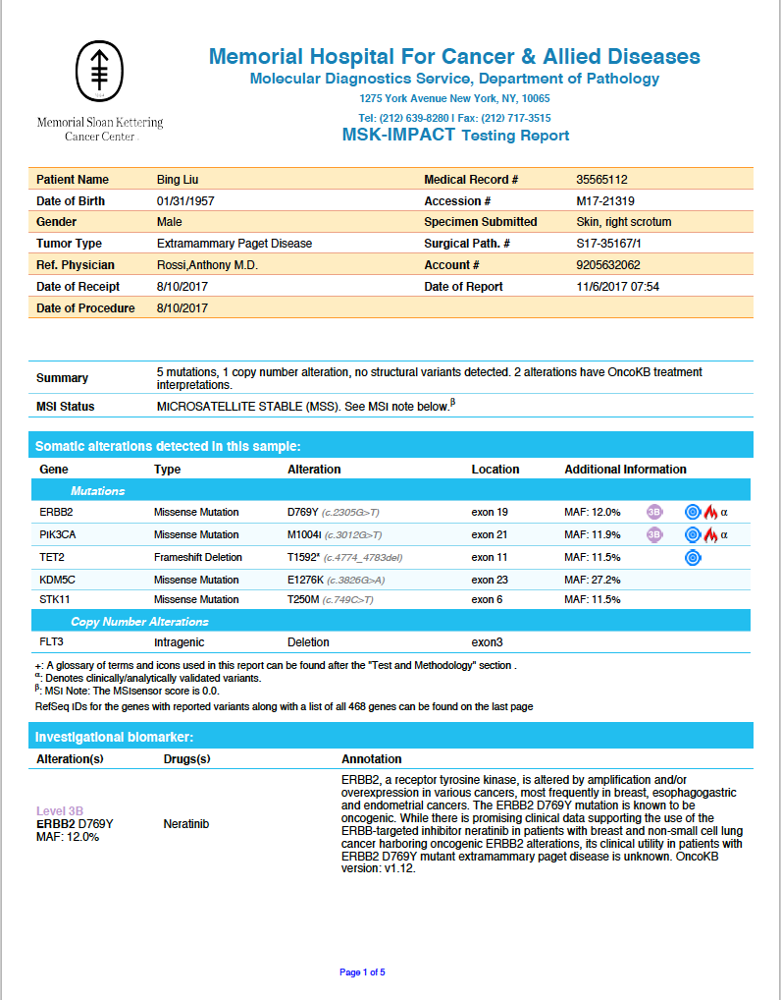 Memorial Hospital For Cancer & Allied Diseases
Molecular Diagnostics Service, Department of Pathology
1275 York Avenue New York, NY, 10065
Tel: (212) 639-8280 I Fax: (212) 717-3515
MSK-IMPACT Testing Report
Memorial Sloan Kettering
Cancer Center
Patient Name Bing Liu Medical Record # 35565112
Date of Birth 01/31/1957 Accession # M17-21319
Gender Male Specimen Submitted Skin, right scrotum
Tumor Type Extramammary Paget Disease Surgical Path. # S17-35167/1
Ref. Physician Rossi,Anthony M.D. Account # 9205632062
Date of Receipt 8/10/2017 Date of Report 11/6/2017 07:54
Date of Procedure 8/10/2017
Summary 5 mutations, 1 copy number alteration, no structural variants detected. 2 alterations have OncoKB treatment
interpretations.
MSI Status MICROSATELLITE STABLE (MSS). See MSI note below.β
Somatic alterations detected in this sample:
Gene Type Alteration Location Additional Information
Mutations
ERBB2 Missense Mutation D769Y (c.2305G>T) exon 19 MAF: 12.0% 3B α
PIK3CA Missense Mutation M1004I (c.3012G>T) exon 21 MAF: 11.9% 3B α
TET2 Frameshift Deletion T1592* (c.4774_4783del) exon 11 MAF: 11.5%
KDM5C Missense Mutation E1276K (c.3826G>A) exon 23 MAF: 27.2%
STK11 Missense Mutation T250M (c.749C>T) exon 6 MAF: 11.5%
Copy Number Alterations
FLT3 Intragenic Deletion exon3
+: A glossary of terms and icons used in this report can be found after the "Test and Methodology" section .
α: Denotes clinically/analytically validated variants.
β: MSI Note: The MSIsensor score is 0.0.
RefSeq IDs for the genes with reported variants along with a list of all 468 genes can be found on the last page
Investigational biomarker:
Alteration(s) Drugs(s) Annotation
Level 3B
ERBB2 D769Y
MAF: 12.0%
Neratinib
ERBB2, a receptor tyrosine kinase, is altered by amplification and/or
overexpression in various cancers, most frequently in breast, esophagogastric
and endometrial cancers. The ERBB2 D769Y mutation is known to be
oncogenic. While there is promising clinical data supporting the use of the
ERBB-targeted inhibitor neratinib in patients with breast and non-small cell lung
cancer harboring oncogenic ERBB2 alterations, its clinical utility in patients with
ERBB2 D769Y mutant extramammary paget disease is unknown. OncoKB
version: v1.12.
Page 1 of 5